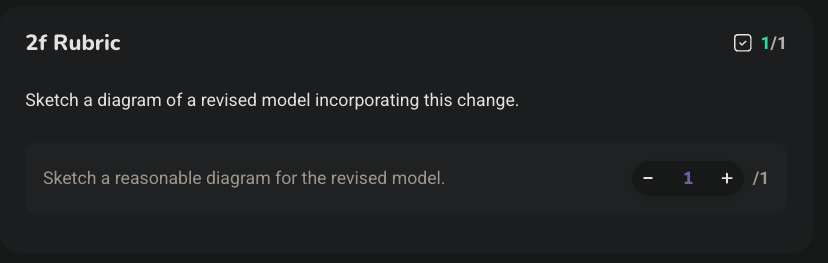 2f Rubric
1/1
Sketch a diagram of a revised model incorporating this change.
Sketch a reasonable diagram for the revised model.
− 1 + /1